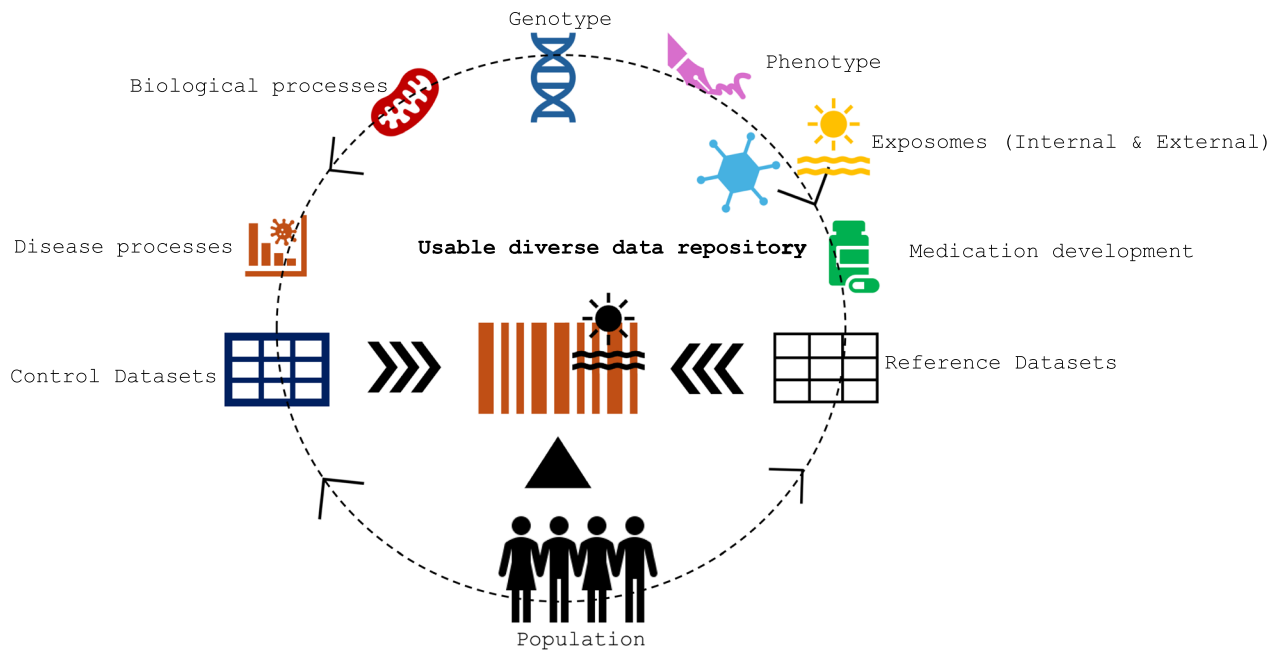 Genotype
Phenotype
Biological processes
Exposomes (Internal & External)
Disease processes
Usable diverse data repository
Medication development
Control Datasets
Reference Datasets
Population